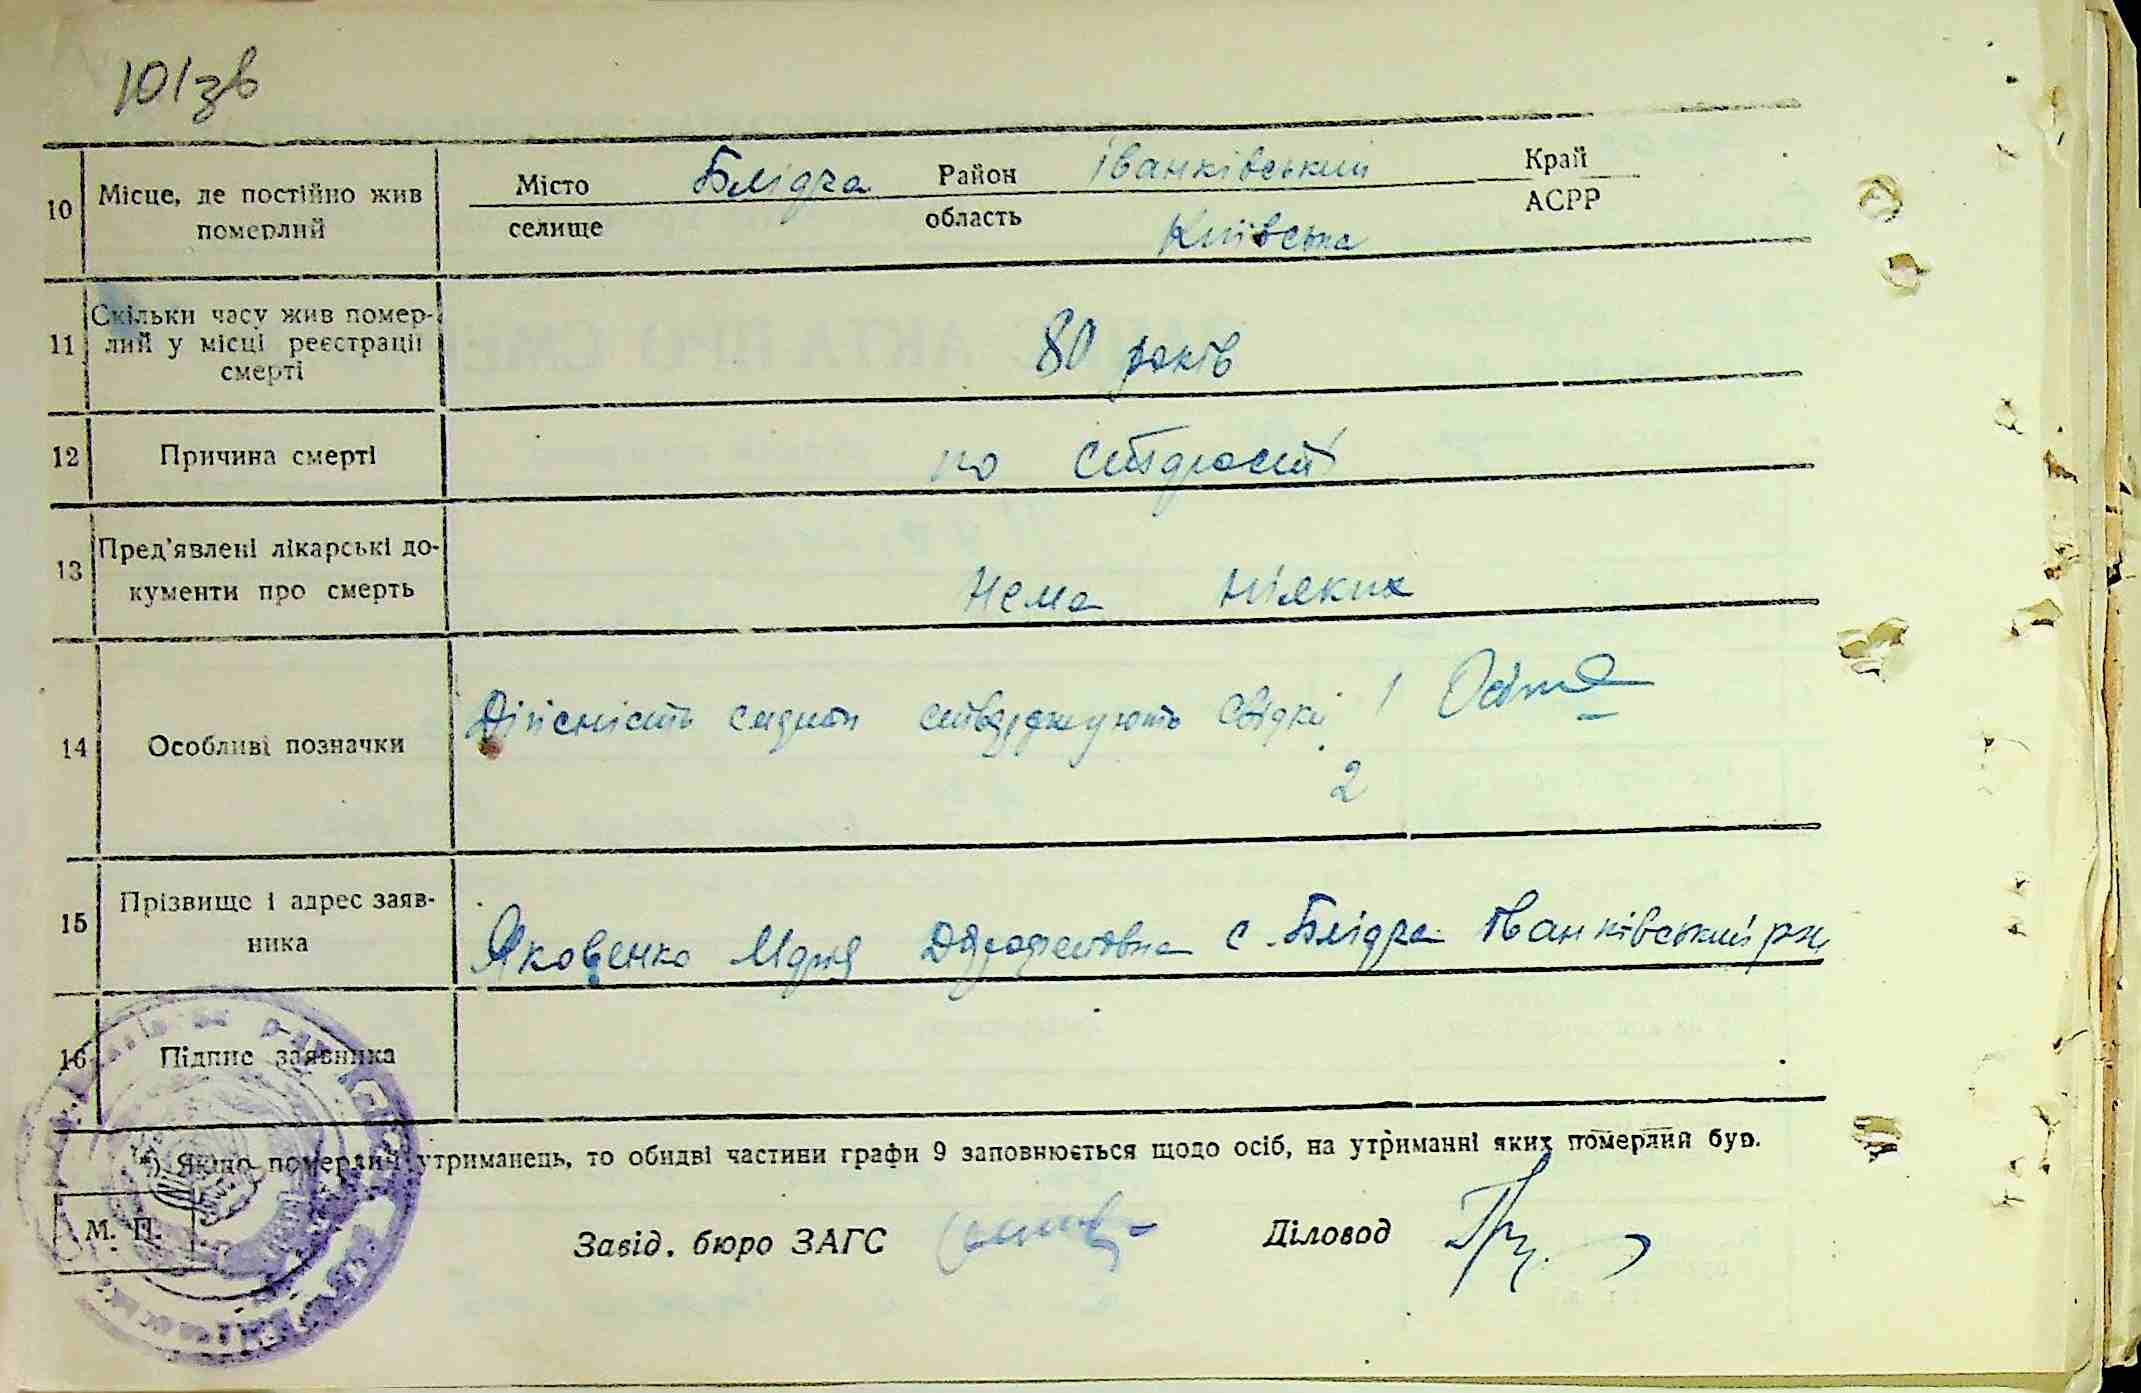 101зв
10 Місце, де постійно жив померлий Місто селище Блідча Район Іванківський область Київська Край АСРР
11 Скільки часу жив помер-
лий у місці реєстрації
смерті 80 років
12 Причина смерті по старості
13 Пред'явлені лікарські до-
кументи про смерть Нема ніяких
14 Особливі позначки Дійсність смерти стверджують свідки 1
2
15 Прізвище і адрес заяв-
ника Яковенко Марія с. Блідча Іванківський рн
16 Підпис заявника
*) Якщо померлий утриманець, то обидві частини графи 9 заповнюється щодо осіб, на утриманні яких померлий був.
М. П.
Завід. бюро ЗАГС Діловод